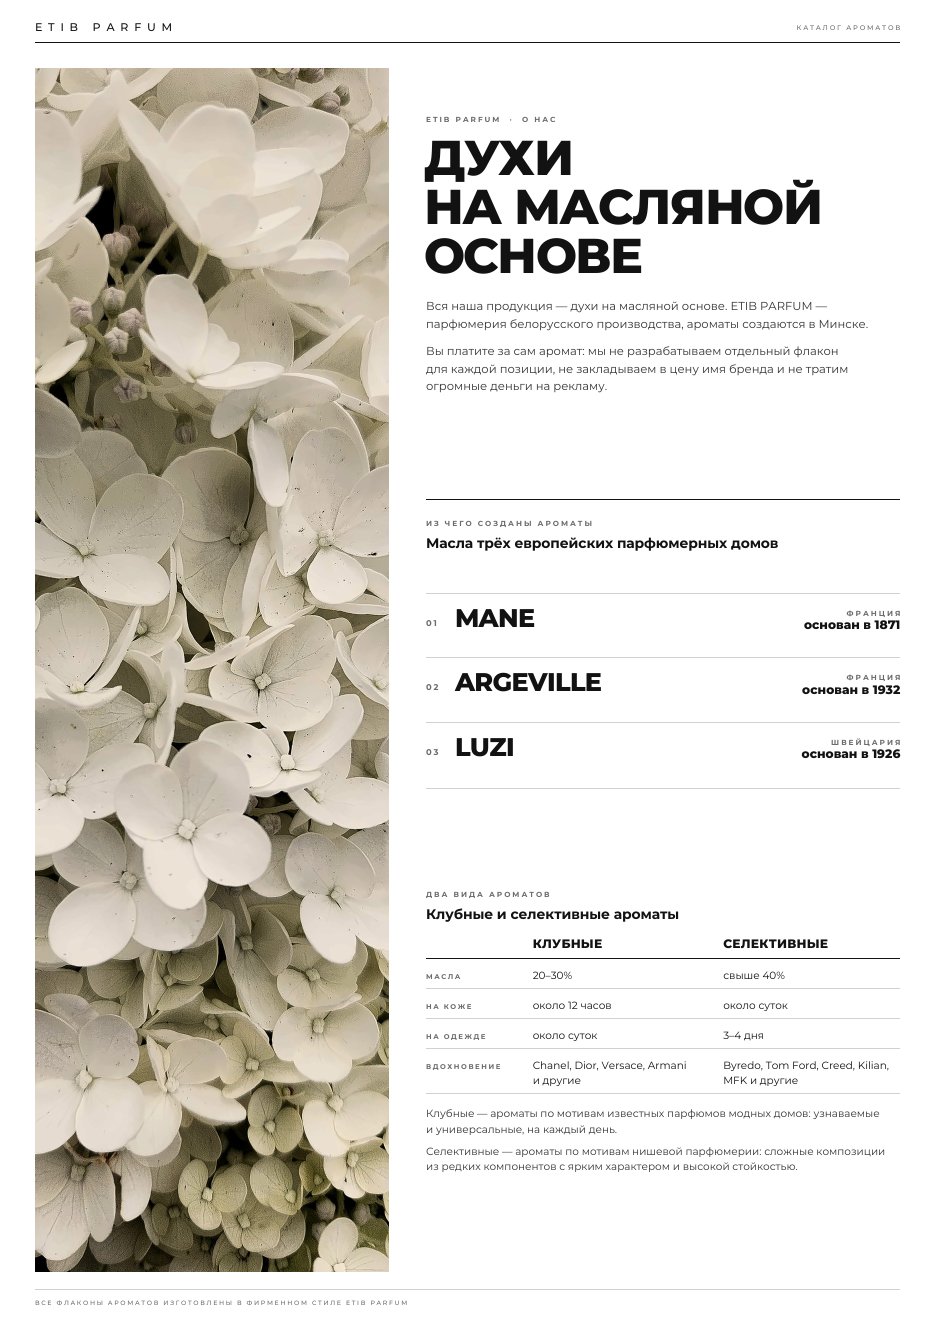 ETIB PARFUM
КАТАЛОГ АРОМАТОВ
ETIB PARFUM · О НАС
ДУХИ
НА МАСЛЯНОЙ
ОСНОВЕ
Вся наша продукция — духи на масляной основе. ETIB PARFUM —
парфюмерия белорусского производства, ароматы создаются в Минске.
Вы платите за сам аромат: мы не разрабатываем отдельный флакон
для каждой позиции, не закладываем в цену имя бренда и не тратим
огромные деньги на рекламу.
ИЗ ЧЕГО СОЗДАНЫ АРОМАТЫ
Масла трёх европейских парфюмерных домов
01 MANE
ФРАНЦИЯ
основан в 1871
02 ARGEVILLE
ФРАНЦИЯ
основан в 1932
03 LUZI
ШВЕЙЦАРИЯ
основан в 1926
ДВА ВИДА АРОМАТОВ
Клубные и селективные ароматы
КЛУБНЫЕ СЕЛЕКТИВНЫЕ
МАСЛА 20–30% свыше 40%
НА КОЖЕ около 12 часов около суток
НА ОДЕЖДЕ около суток 3–4 дня
ВДОХНОВЕНИЕ Chanel, Dior, Versace, Armani Byredo, Tom Ford, Creed, Kilian,
и другие MFK и другие
Клубные — ароматы по мотивам известных парфюмов модных домов: узнаваемые
и универсальные, на каждый день.
Селективные — ароматы по мотивам нишевой парфюмерии: сложные композиции
из редких компонентов с ярким характером и высокой стойкостью.
ВСЕ ФЛАКОНЫ АРОМАТОВ ИЗГОТОВЛЕНЫ В ФИРМЕННОМ СТИЛЕ ETIB PARFUM